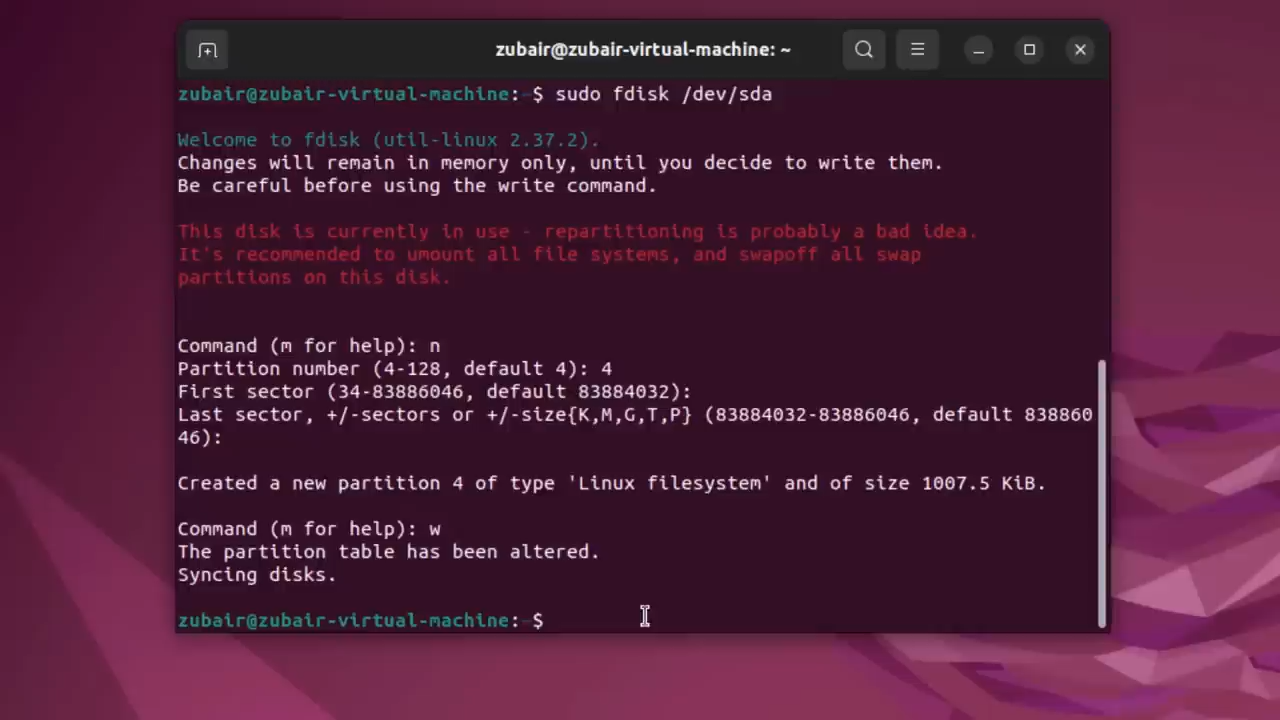 zubair@zubair-virtual-machine: ~
zubair@zubair-virtual-machine:~$ sudo fdisk /dev/sda
Welcome to fdisk (util-linux 2.37.2).
Changes will remain in memory only, until you decide to write them.
Be careful before using the write command.
This disk is currently in use - repartitioning is probably a bad idea.
It's recommended to umount all file systems, and swapoff all swap
partitions on this disk.
Command (m for help): n
Partition number (4-128, default 4): 4
First sector (34-83886046, default 83884032):
Last sector, +/-sectors or +/-size{K,M,G,T,P} (83884032-83886046, default 838860
46):
Created a new partition 4 of type 'Linux filesystem' and of size 1007.5 KiB.
Command (m for help): w
The partition table has been altered.
Syncing disks.
zubair@zubair-virtual-machine:~$